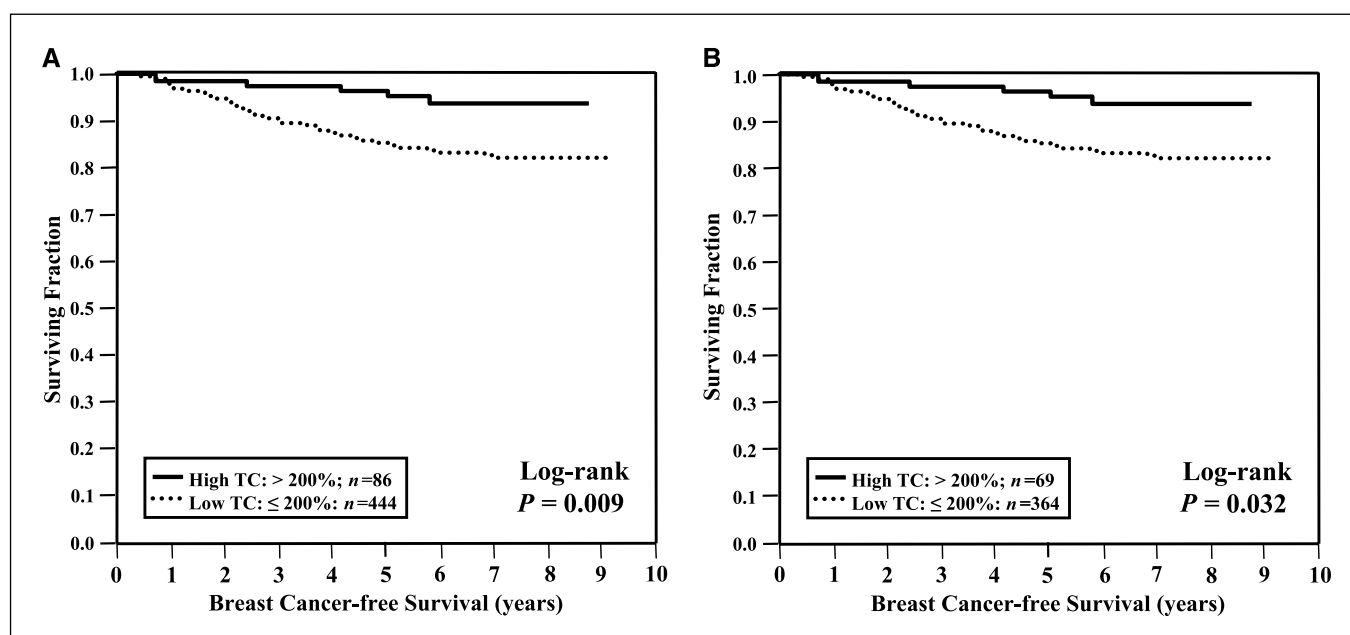 A
1.0
0.9
0.8
0.7
0.6
0.5
0.4
0.3
0.2
0.1
0.0
Surviving Fraction
High TC: > 200%; n=86
Low TC: ≤ 200%: n=444
Log-rank
P = 0.009
0 1 2 3 4 5 6 7 8 9 10
Breast Cancer-free Survival (years)
B
1.0
0.9
0.8
0.7
0.6
0.5
0.4
0.3
0.2
0.1
0.0
Surviving Fraction
High TC: > 200%; n=69
Low TC: ≤ 200%: n=364
Log-rank
P = 0.032
0 1 2 3 4 5 6 7 8 9 10
Breast Cancer-free Survival (years)